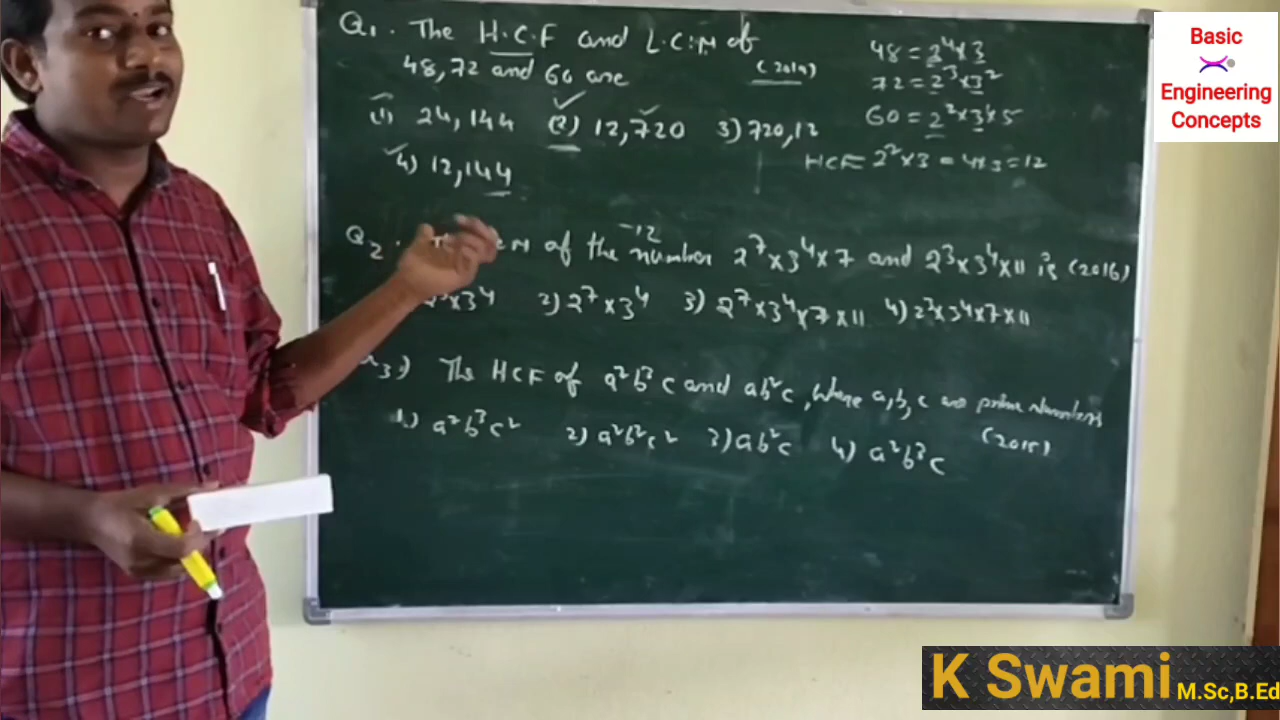 Q1. The H.C.F and L.C.M of
48,72 and 60 are
(2019)
(1) 24,144 (2) 12,720 3) 720,12
4) 12,144
48 = 2⁴×3
72 = 2³×3²
60 = 2²×3×5
HCF = 2²×3 = 4×3 = 12
12
Q2. of the number 2⁷×3⁴×7 and 2³×3⁴×11 is (2016)
×3⁴ 2) 2⁷×3⁴ 3) 2⁷×3⁴×7×11 4) 2³×3⁴×7×11
3.) The HCF of a²b³c and ab²c, where a,b,c are prime numbers
(2015)
1.) a²b³c² 2) a²b²c² 3) ab²c 4) a²b³c
Basic
Engineering
Concepts
K Swami M.Sc,B.Ed